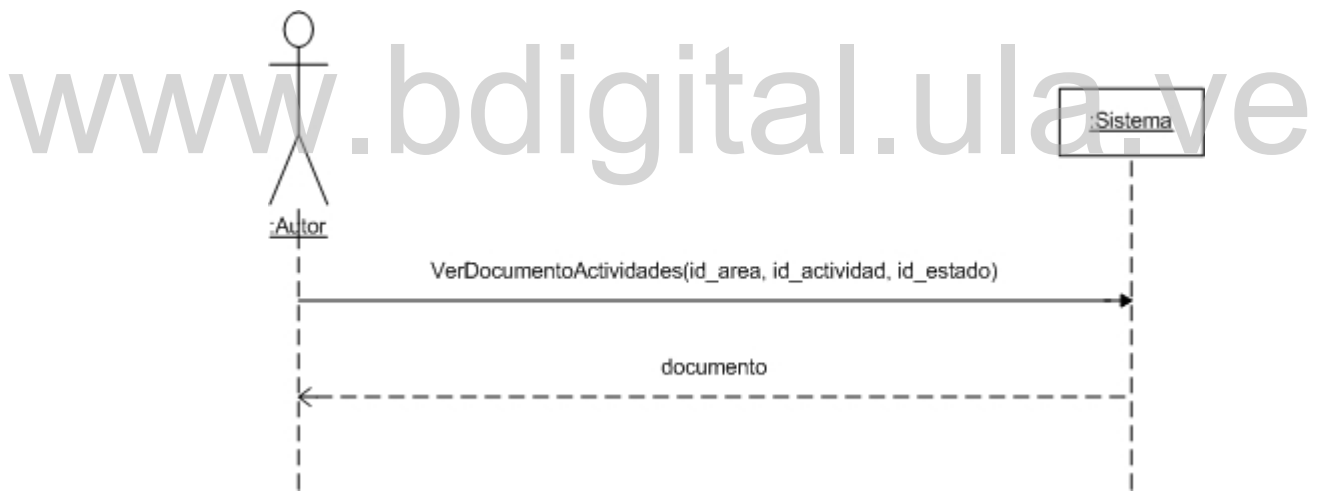 www.bdigital.ula.ve
:Sistema
:Autor
VerDocumentoActividades(id_area, id_actividad, id_estado)
documento